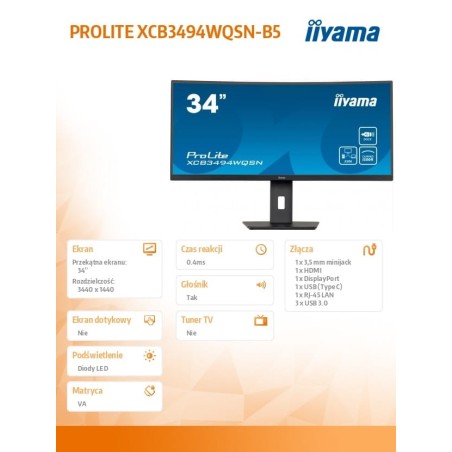 PROLITE XCB3494WQSN-B5
iiyama
34"
iiyama
ProLite
XCB3494WQSN
Ekran
Przekątna ekranu:
34"
Rozdzielczość:
3440 x 1440
Ekran dotykowy
Nie
Podświetlenie
Diody LED
Matryca
VA
Czas reakcji
0.4ms
Głośnik
Tak
Tuner TV
Nie
Złącza
1 x 3,5 mm minijack
1 x HDMI
1 x DisplayPort
1 x USB (Type C)
1 x RJ-45 LAN
3 x USB 3.0